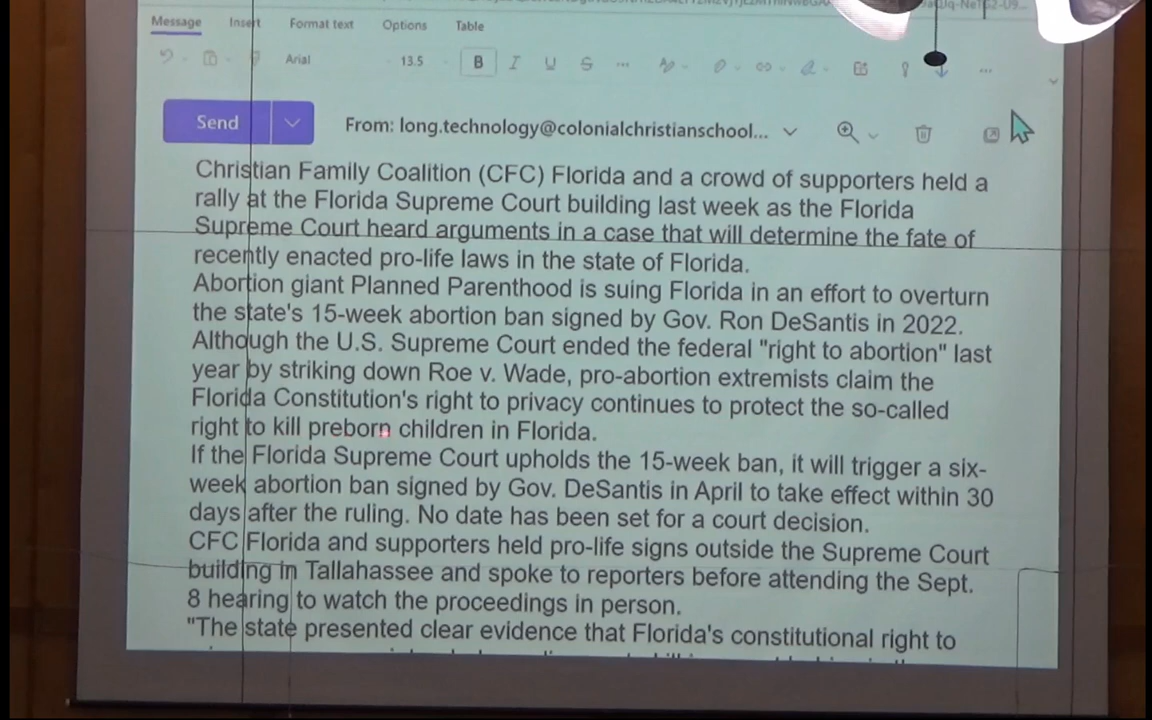 Message Insert Format text Options Table
Arial 13.5 B I U S
Send From: long.technology@colonialchristianschool...
Christian Family Coalition (CFC) Florida and a crowd of supporters held a
rally at the Florida Supreme Court building last week as the Florida
Supreme Court heard arguments in a case that will determine the fate of
recently enacted pro-life laws in the state of Florida.
Abortion giant Planned Parenthood is suing Florida in an effort to overturn
the state's 15-week abortion ban signed by Gov. Ron DeSantis in 2022.
Although the U.S. Supreme Court ended the federal "right to abortion" last
year by striking down Roe v. Wade, pro-abortion extremists claim the
Florida Constitution's right to privacy continues to protect the so-called
right to kill preborn children in Florida.
If the Florida Supreme Court upholds the 15-week ban, it will trigger a six-
week abortion ban signed by Gov. DeSantis in April to take effect within 30
days after the ruling. No date has been set for a court decision.
CFC Florida and supporters held pro-life signs outside the Supreme Court
building in Tallahassee and spoke to reporters before attending the Sept.
8 hearing to watch the proceedings in person.
"The state presented clear evidence that Florida's constitutional right to